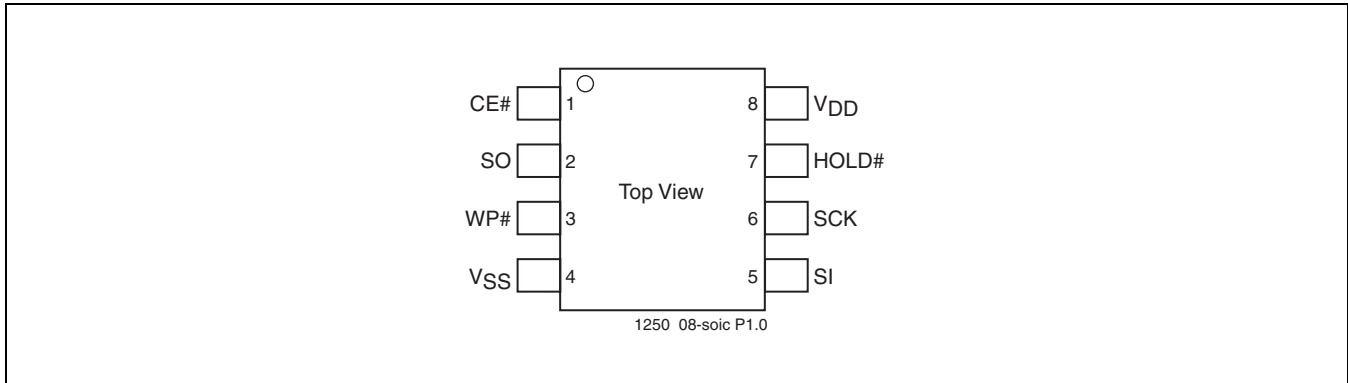 CE# 1 8 VDD
SO 2 7 HOLD#
Top View
WP# 3 6 SCK
VSS 4 5 SI
1250 08-soic P1.0